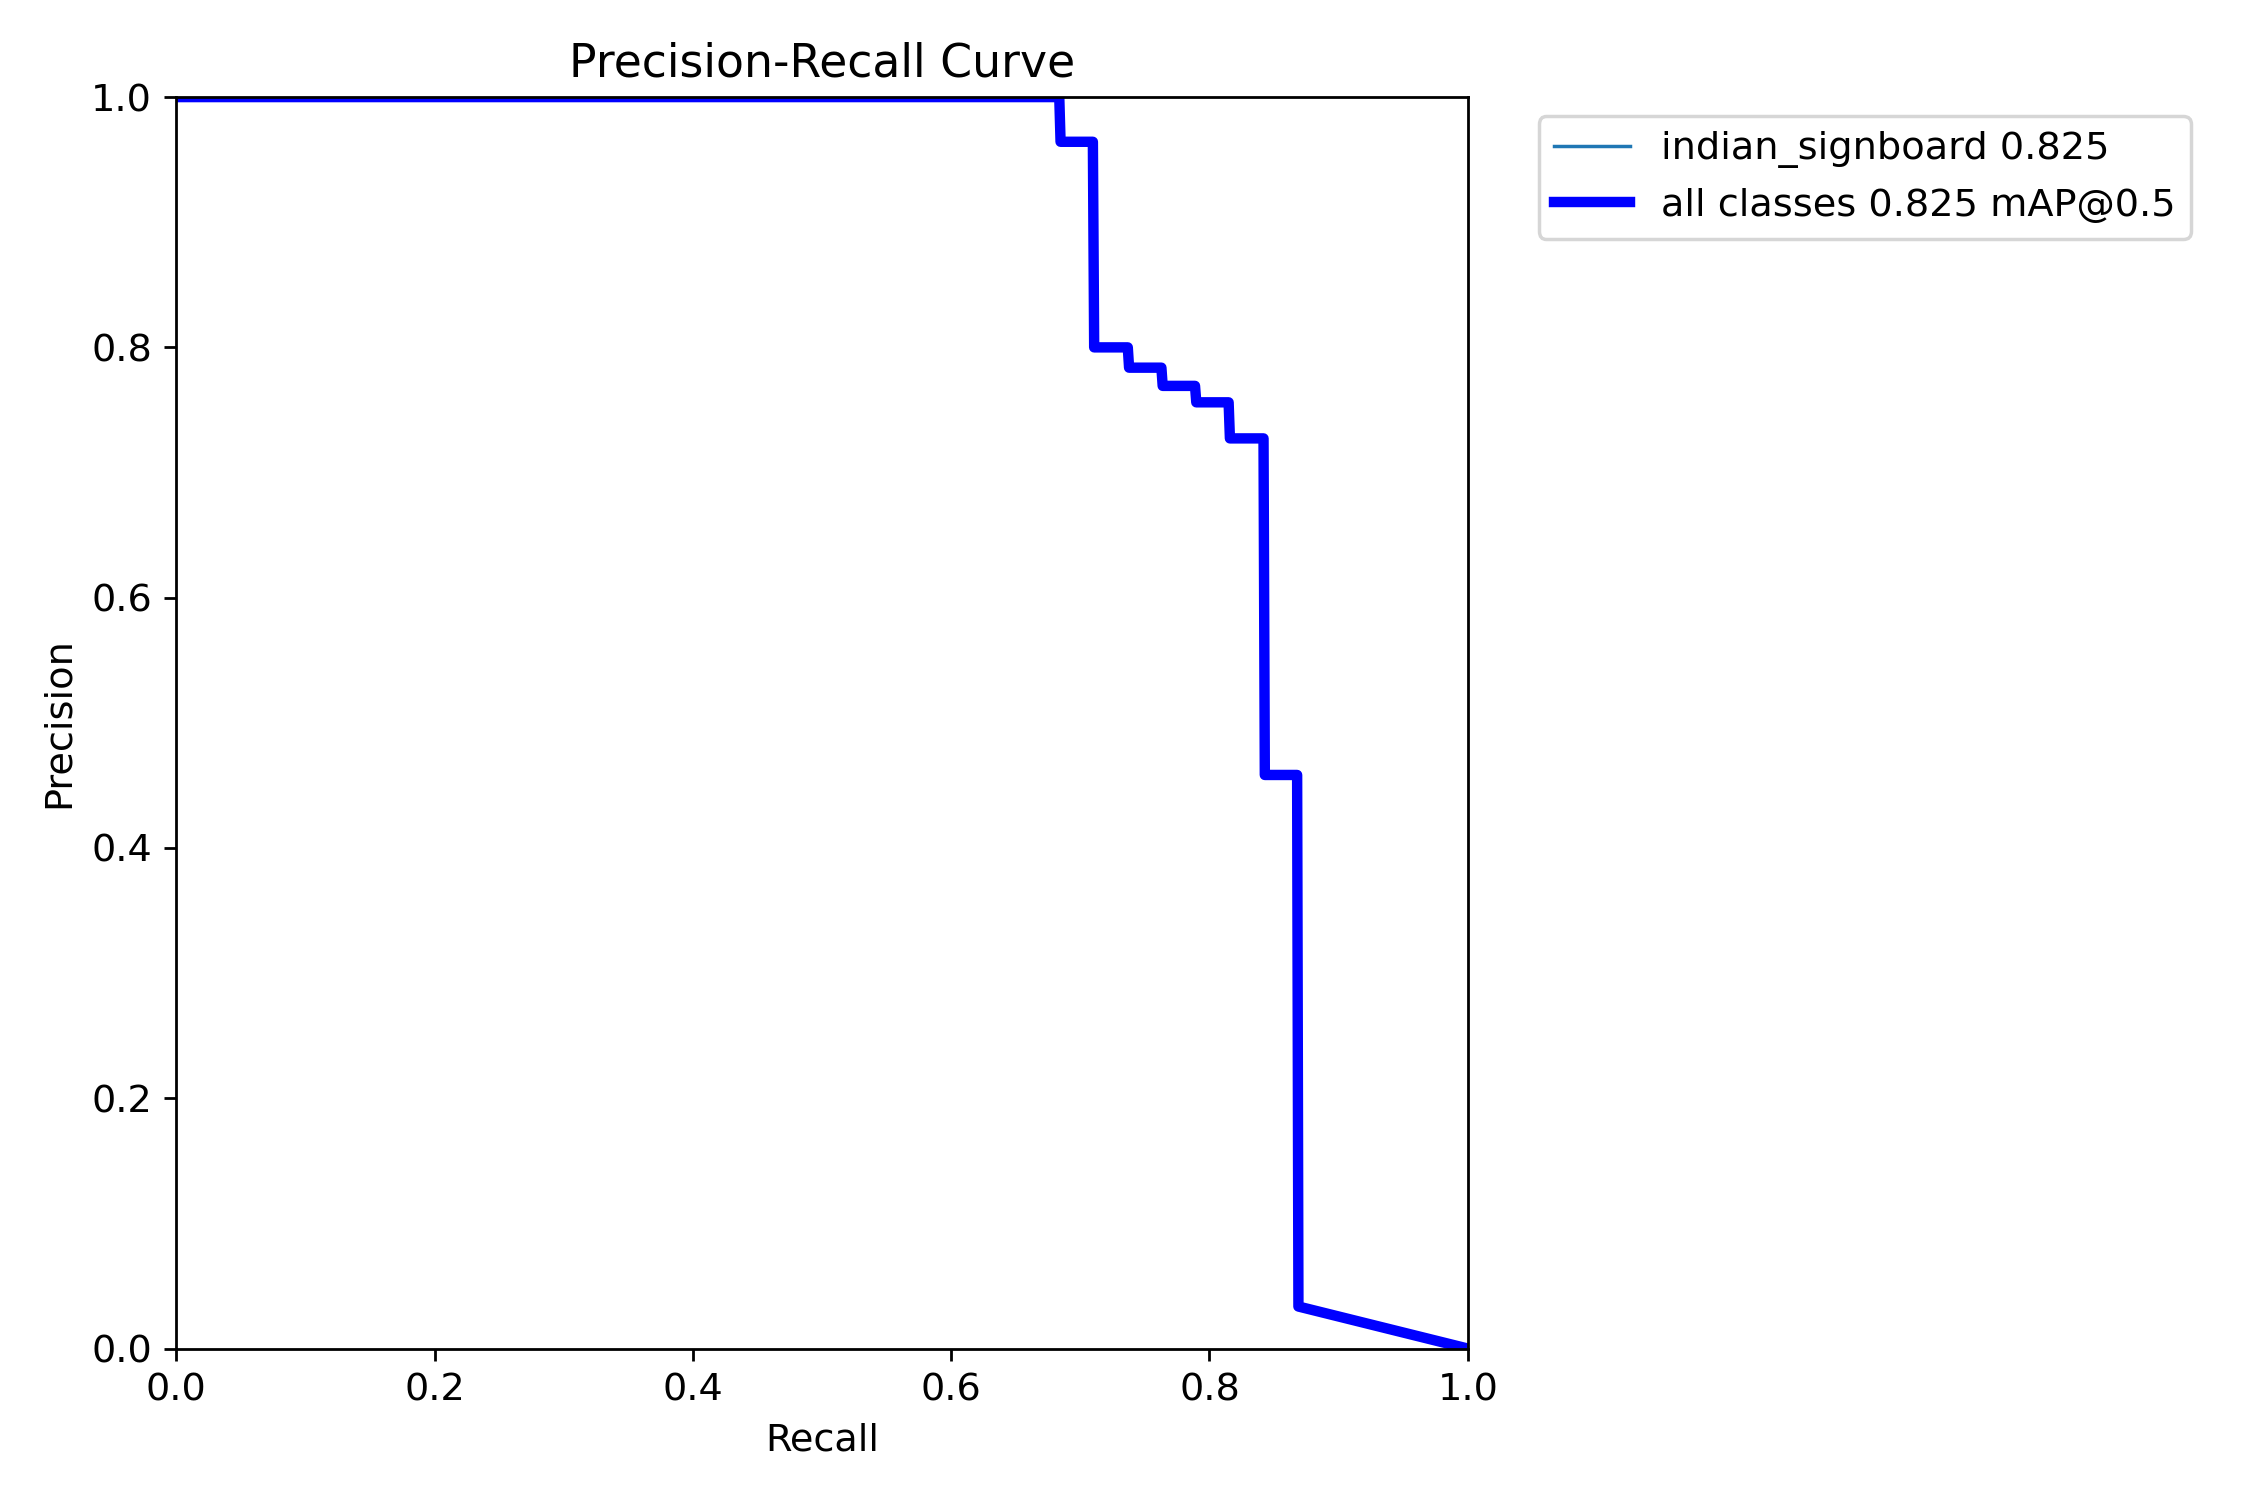 Precision-Recall Curve
1.0
0.8
0.6
0.4
0.2
0.0
Precision
0.0 0.2 0.4 0.6 0.8 1.0
Recall
indian_signboard 0.825
all classes 0.825 mAP@0.5